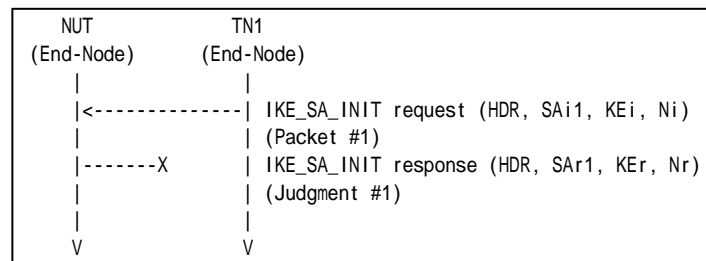 NUT TN1
(End-Node) (End-Node)
| |
|<--------------| IKE_SA_INIT request (HDR, SAi1, KEi, Ni)
| | (Packet #1)
|-------X | IKE_SA_INIT response (HDR, SAr1, KEr, Nr)
| | (Judgment #1)
| |
V V